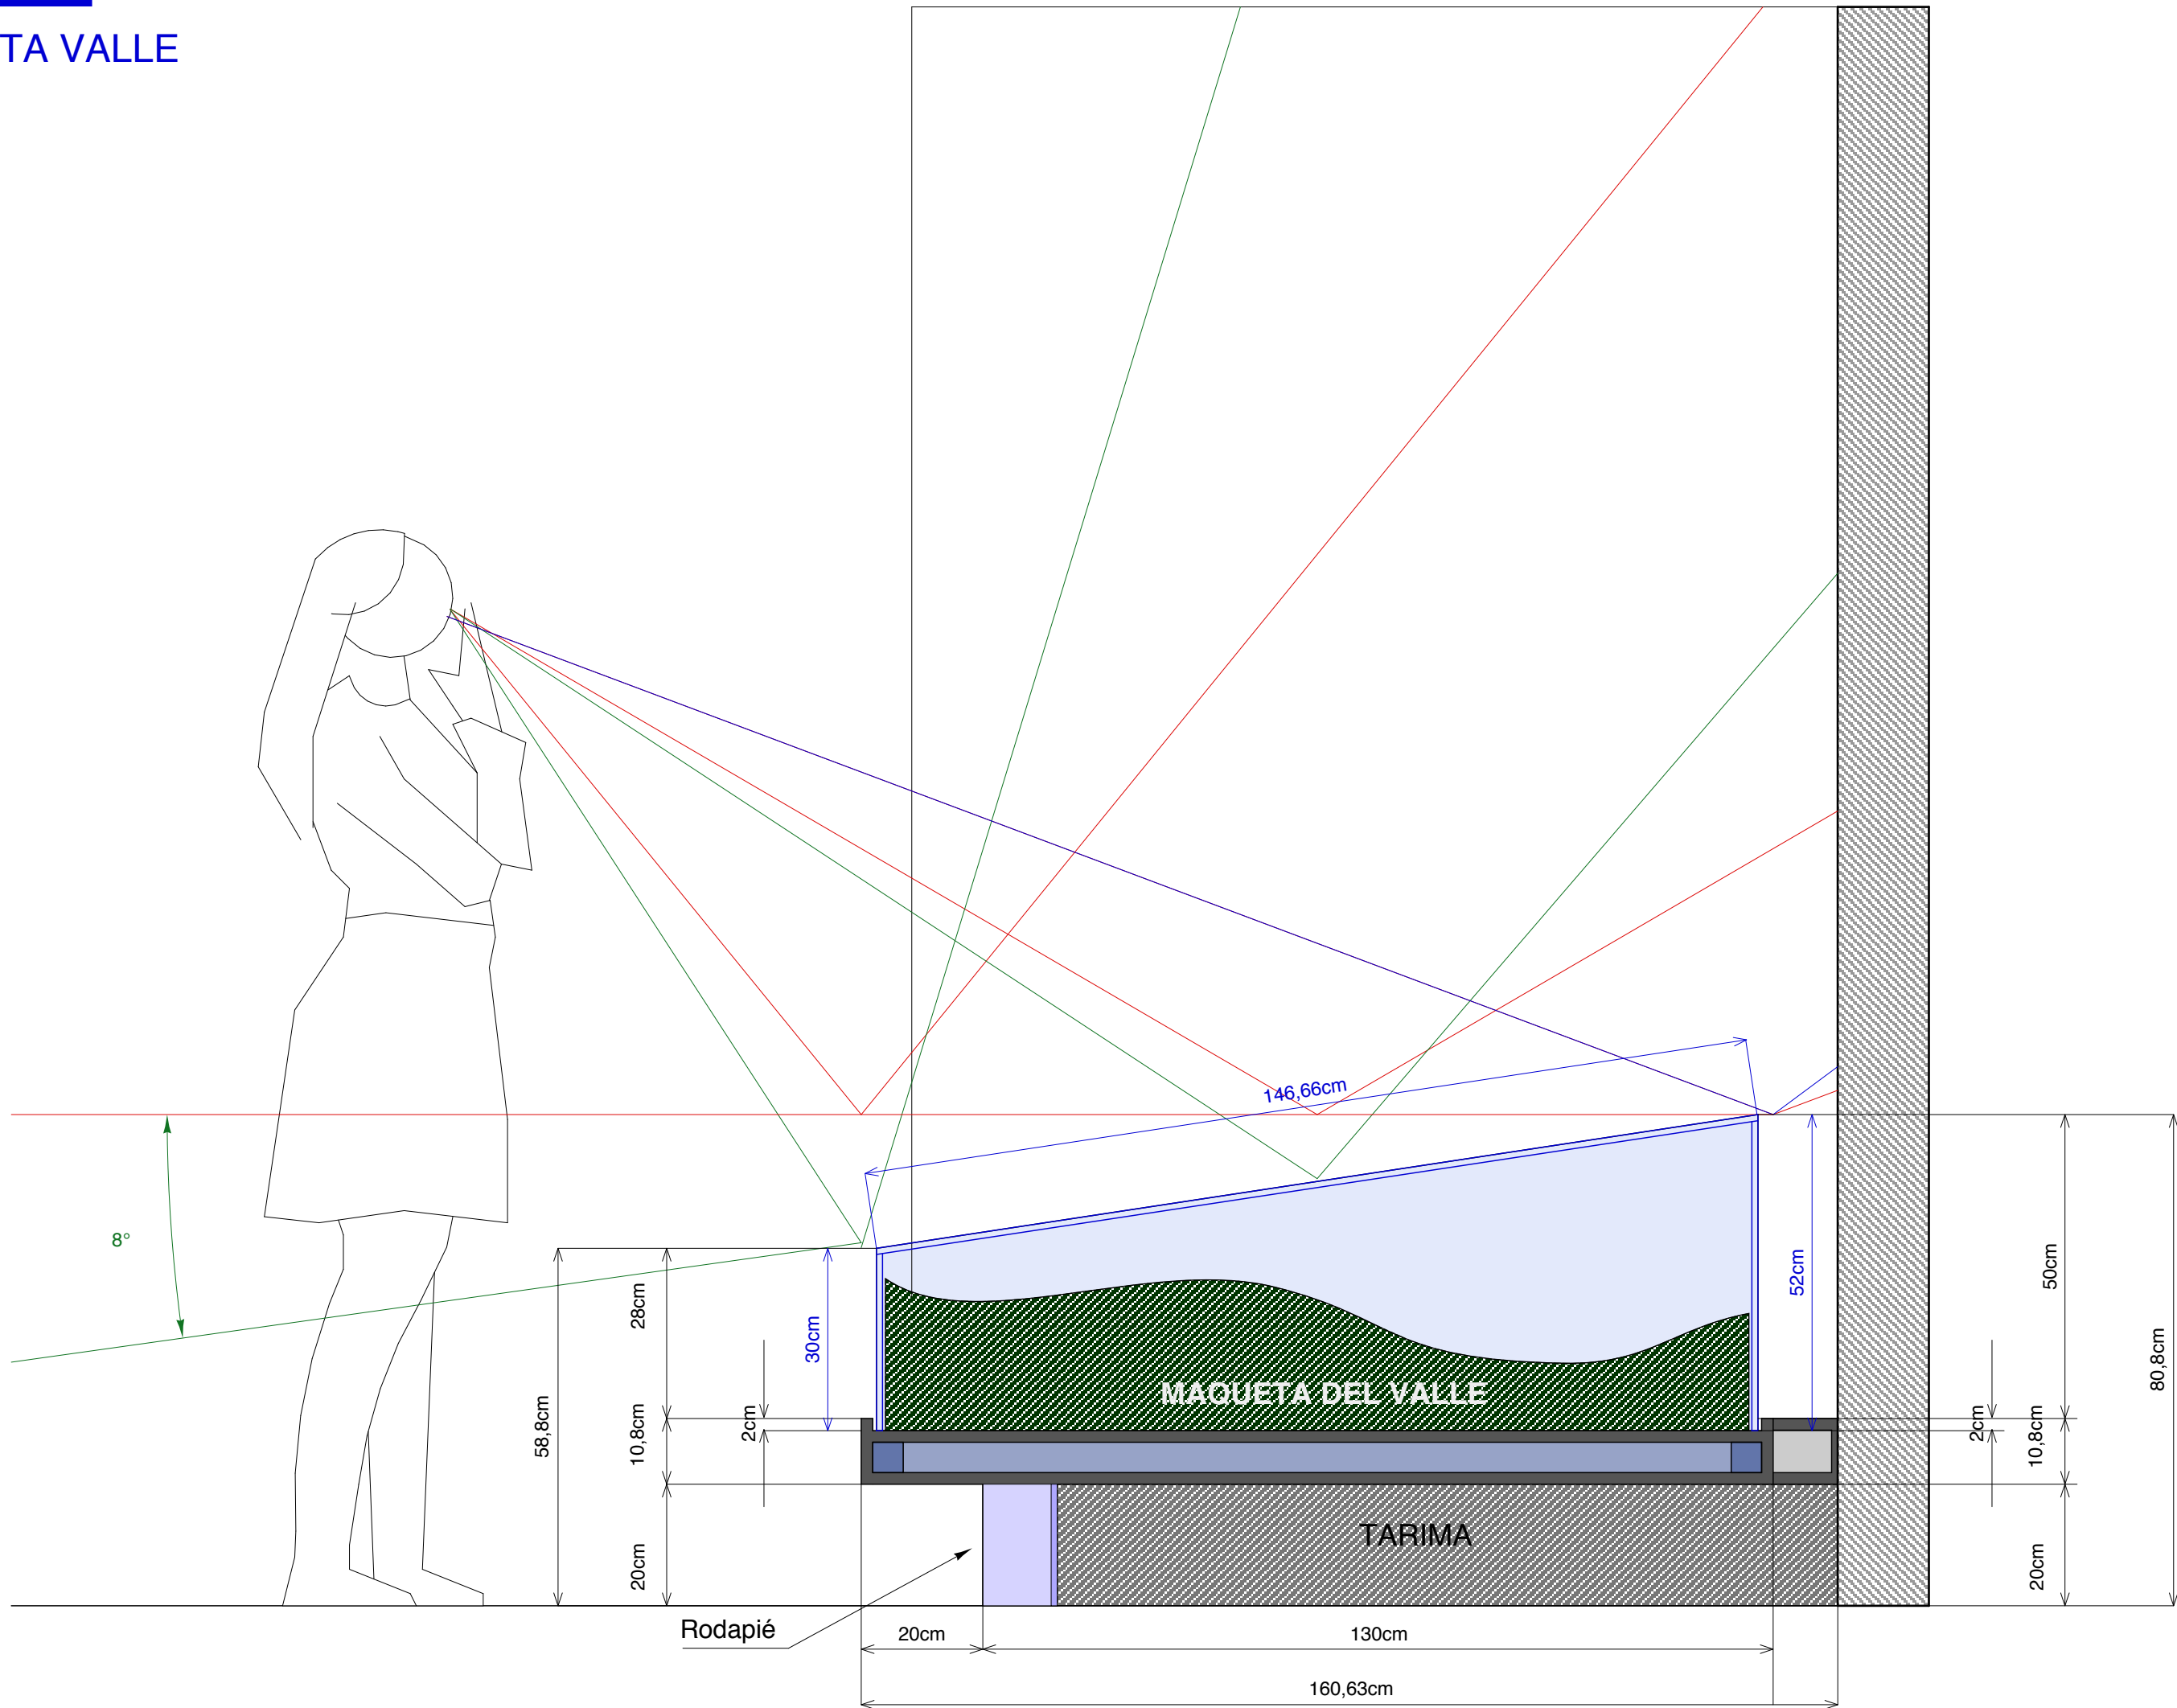 TA VALLE
146,66cm
8°
58,8cm
28cm
10,8cm
20cm
2cm
30cm
52cm
50cm
2cm
10,8cm
20cm
80,8cm
MAQUETA DEL VALLE
TARIMA
Rodapié
20cm
130cm
160,63cm